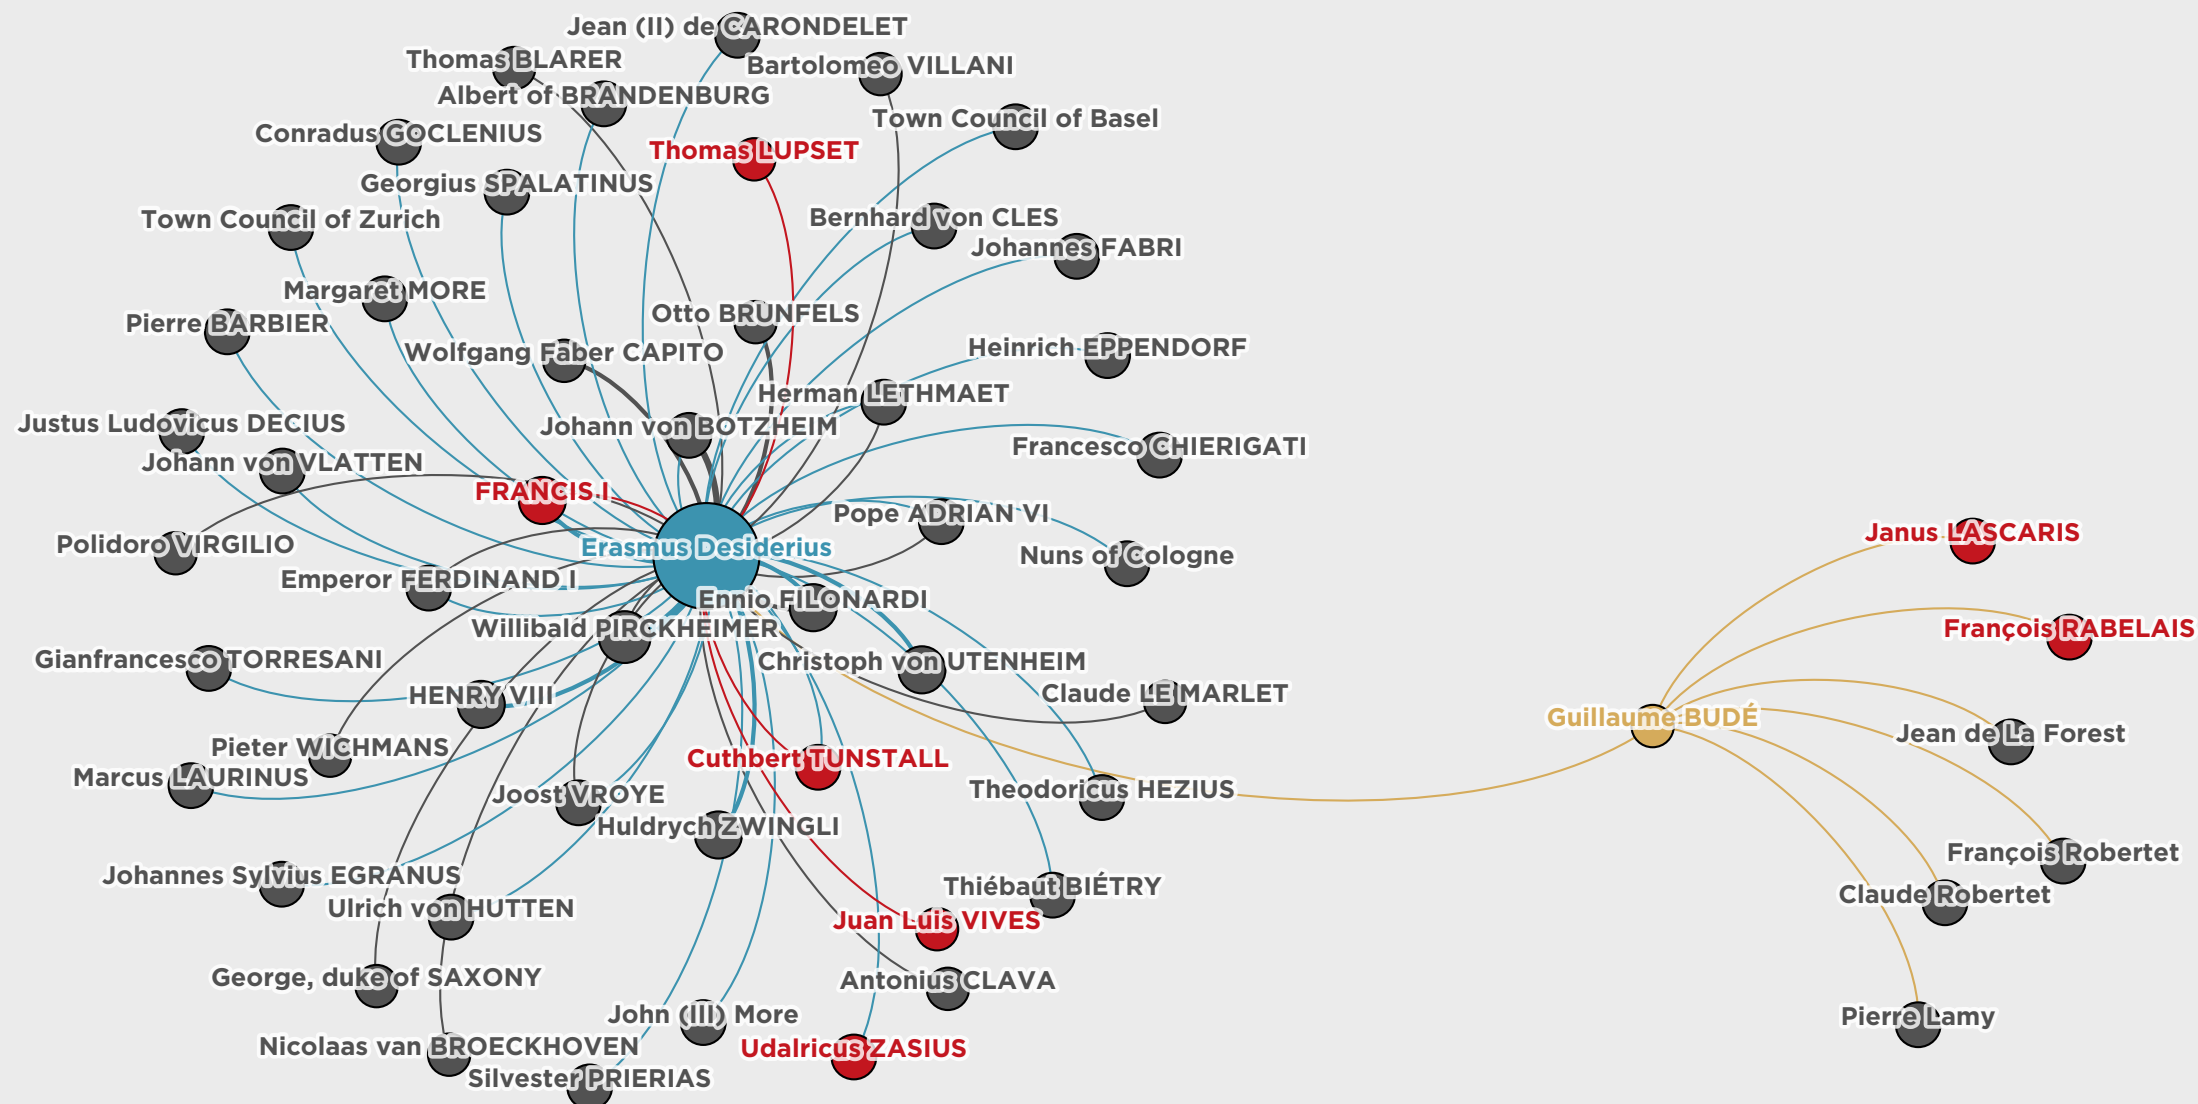 Jean (II) de CARONDELET
Thomas BLARER
Bartolomeo VILLANI
Albert of BRANDENBURG
Town Council of Basel
Conradus GOCLENIUS
Thomas LUPSET
Georgius SPALATINUS
Town Council of Zurich
Bernhard von CLES
Johannes FABRI
Margaret MORE
Otto BRUNFELS
Pierre BARBIER
Heinrich EPPENDORF
Wolfgang Faber CAPITO
Herman LETHMAET
Justus Ludovicus DECIUS
Johann von BOTZHEIM
Francesco CHIERIGATI
Johann von VLATTEN
FRANCIS I
Pope ADRIAN VI
Janus LASCARIS
Polidoro VIRGILIO
Erasmus Desiderius
Nuns of Cologne
Emperor FERDINAND I
Ennio FILONARDI
Willibald PIRCKHEIMER
François RABELAIS
Gianfrancesco TORRESANI
Christoph von UTENHEIM
HENRY VIII
Claude LEIMARLET
Guillaume BUDÉ
Jean de La Forest
Pieter WICHMANS
Cuthbert TUNSTALL
Marcus LAURINUS
Joost VROYE
Theodoricus HEZIUS
Huldrych ZWINGLI
François Robertet
Johannes Sylvius EGRANUS
Thiébaut BIÉTRY
Claude Robertet
Ulrich von HUTTEN
Juan Luis VIVES
George, duke of SAXONY
Antonius CLAVA
John (III) More
Pierre Lamy
Nicolaas van BROECKHOVEN
Udalricus ZASIUS
Silvester PRIERIAS